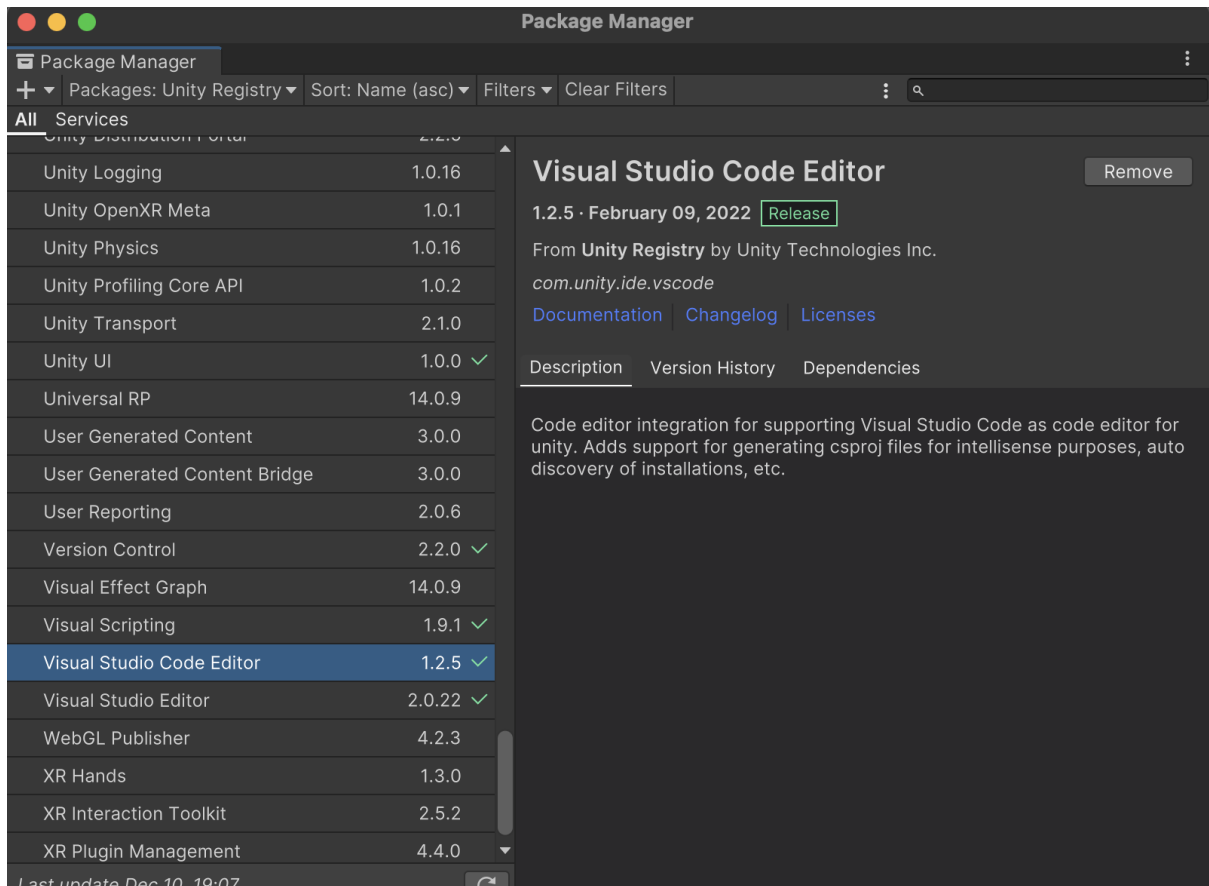 Package Manager
Package Manager
Packages: Unity Registry Sort: Name (asc) Filters Clear Filters
All Services
Unity Distribution Portal
Unity Logging 1.0.16
Unity OpenXR Meta 1.0.1
Unity Physics 1.0.16
Unity Profiling Core API 1.0.2
Unity Transport 2.1.0
Unity UI 1.0.0
Universal RP 14.0.9
User Generated Content 3.0.0
User Generated Content Bridge 3.0.0
User Reporting 2.0.6
Version Control 2.2.0
Visual Effect Graph 14.0.9
Visual Scripting 1.9.1
Visual Studio Code Editor 1.2.5
Visual Studio Editor 2.0.22
WebGL Publisher 4.2.3
XR Hands 1.3.0
XR Interaction Toolkit 2.5.2
XR Plugin Management 4.4.0
Last update Dec 10, 19:07
Visual Studio Code Editor Remove
1.2.5 · February 09, 2022 Release
From Unity Registry by Unity Technologies Inc.
com.unity.ide.vscode
Documentation Changelog Licenses
Description Version History Dependencies
Code editor integration for supporting Visual Studio Code as code editor for
unity. Adds support for generating csproj files for intellisense purposes, auto
discovery of installations, etc.